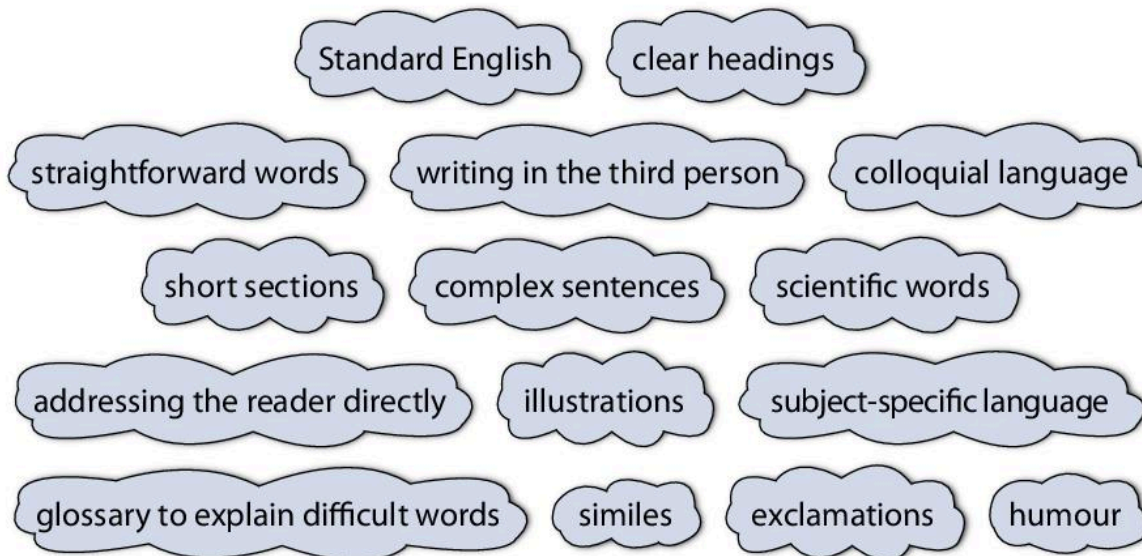 Standard English clear headings
straightforward words writing in the third person colloquial language
short sections complex sentences scientific words
addressing the reader directly illustrations subject-specific language
glossary to explain difficult words similes exclamations humour